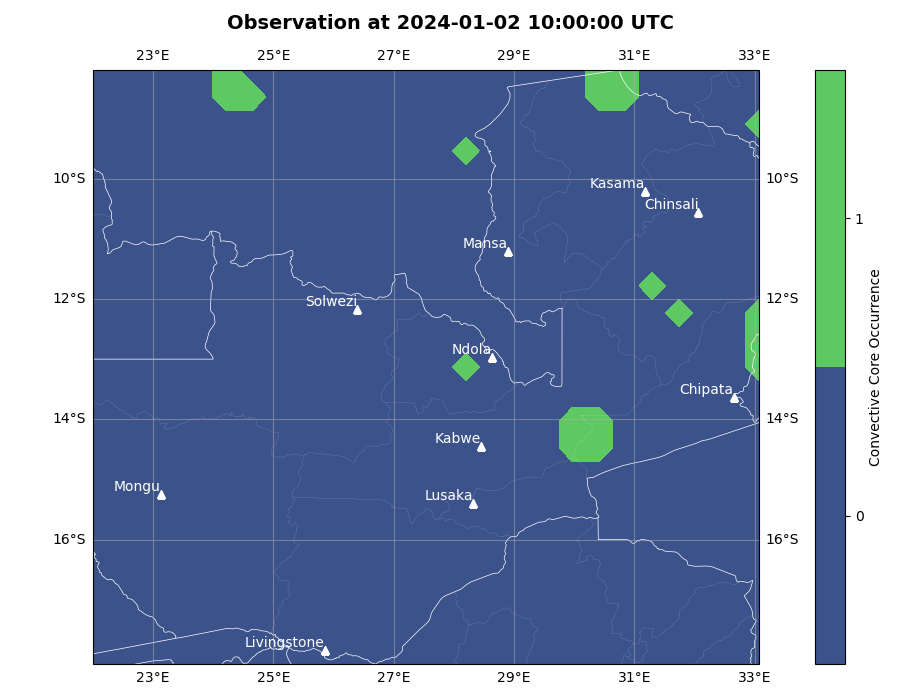 Observation at 2024-01-02 10:00:00 UTC
23°E 25°E 27°E 29°E 31°E 33°E
10°S 10°S
Kasama
Chinsali
Mansa
12°S 12°S
Solwezi
Ndola
Chipata
14°S 14°S
Kabwe
Mongu
Lusaka
16°S 16°S
Livingstone
23°E 25°E 27°E 29°E 31°E 33°E
1
0
Convective Core Occurrence